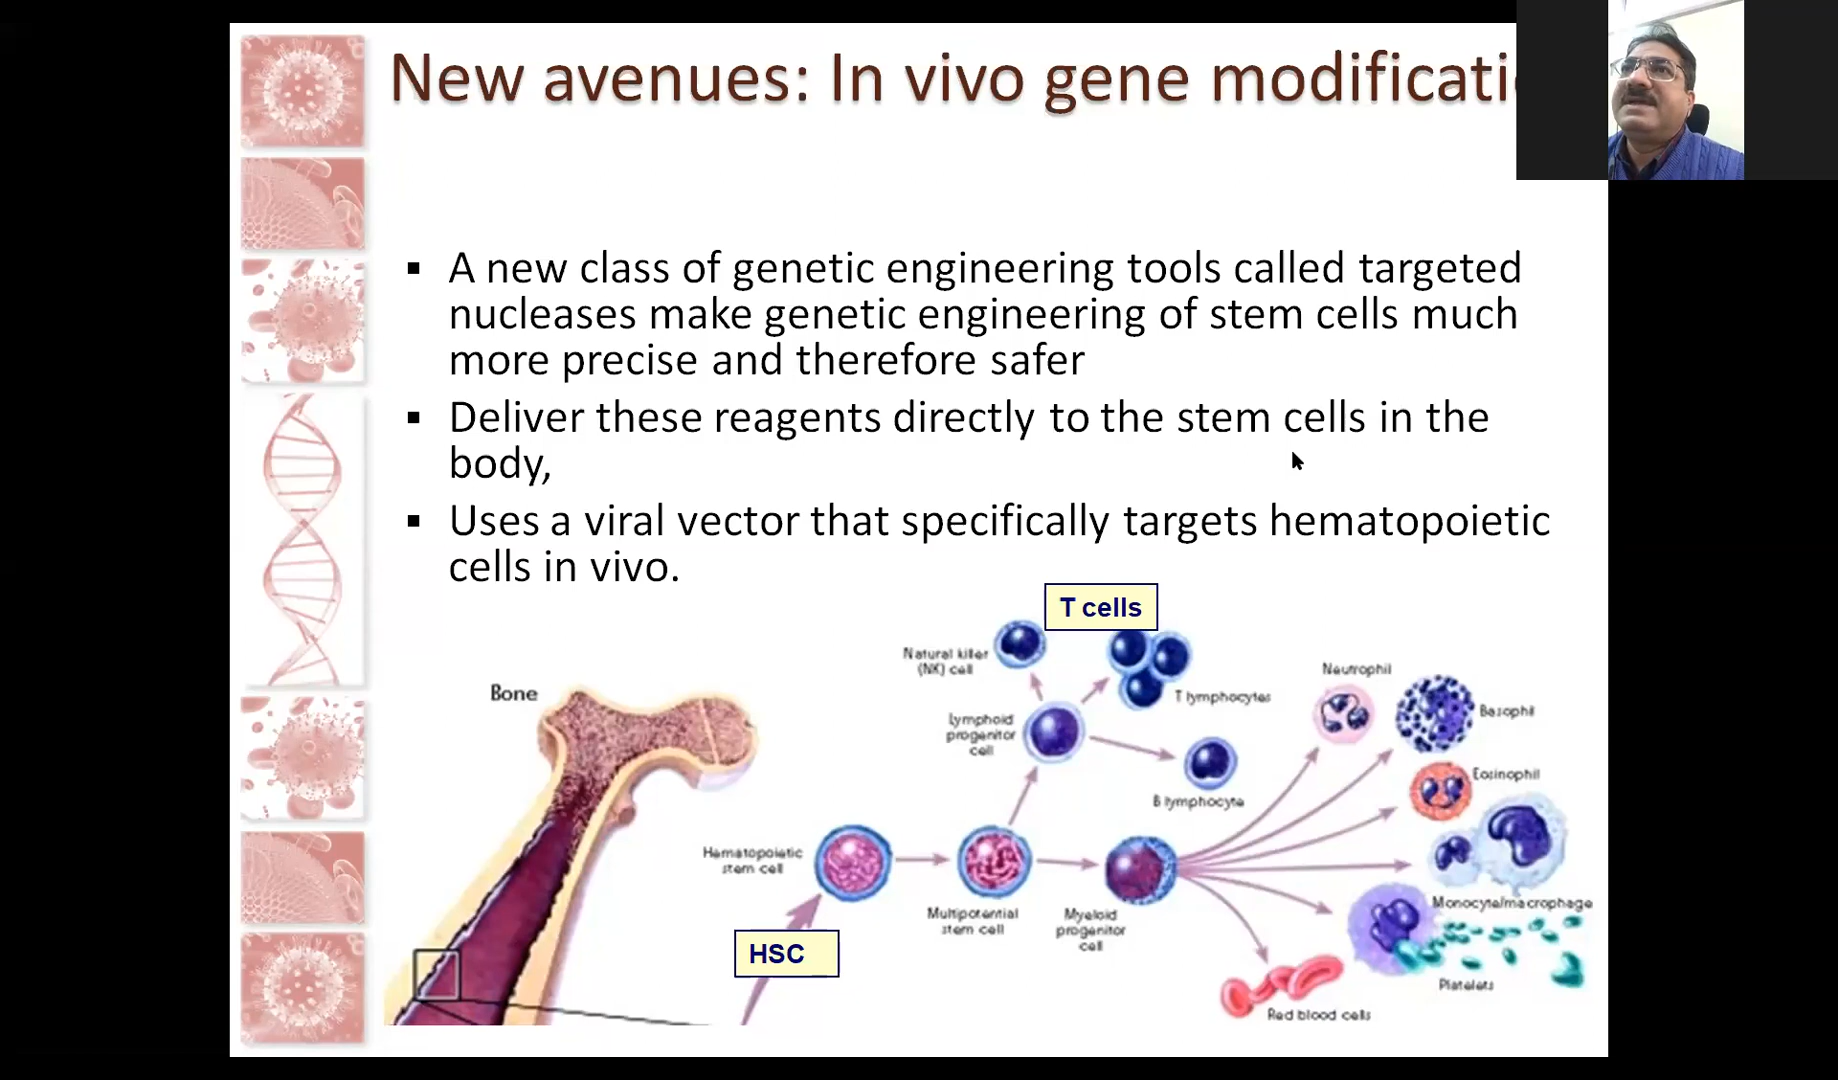 New avenues: In vivo gene modificati
▪ A new class of genetic engineering tools called targeted
nucleases make genetic engineering of stem cells much
more precise and therefore safer
▪ Deliver these reagents directly to the stem cells in the
body,
▪ Uses a viral vector that specifically targets hematopoietic
cells in vivo.
T cells
Natural killer
(NK) cell
Neutrophil
Bone
T lymphocytes
Basophil
Lymphoid
progenitor
cell
Eosinophil
B lymphocyte
Hematopoietic
stem cell
Multipotential
stem cell
Myeloid
progenitor
cell
Monocyte/macrophage
HSC
Platelets
Red blood cells